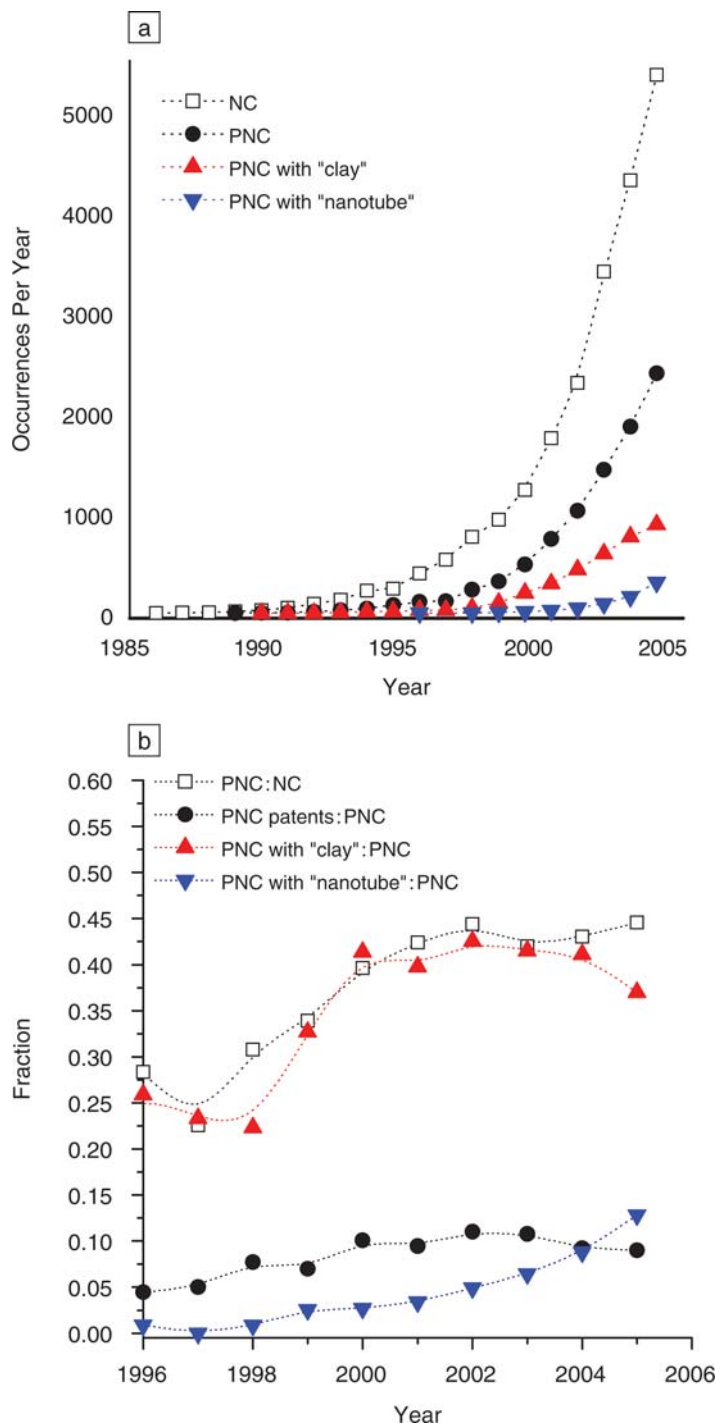 a
NC
PNC
PNC with "clay"
PNC with "nanotube"
Occurrences Per Year
5000
4000
3000
2000
1000
0
1985 1990 1995 2000 2005
Year
b
PNC:NC
PNC patents:PNC
PNC with "clay":PNC
PNC with "nanotube":PNC
Fraction
0.60
0.55
0.50
0.45
0.40
0.35
0.30
0.25
0.20
0.15
0.10
0.05
0.00
1996 1998 2000 2002 2004 2006
Year